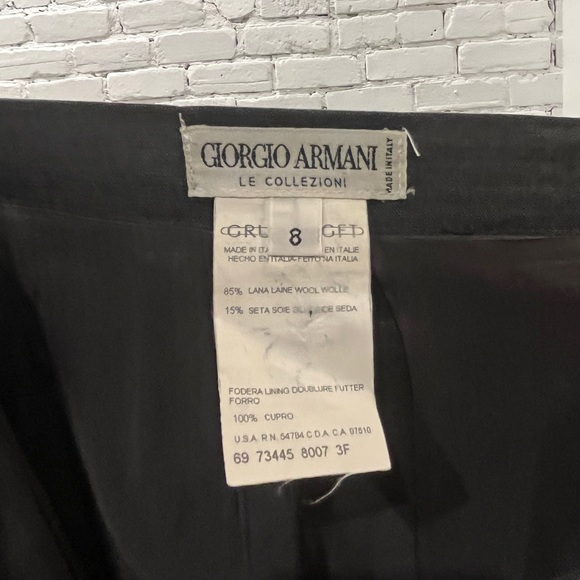 GIORGIO ARMANI
LE COLLEZIONI
MADE IN ITALY
8
MADE IN EN ITALIE
HECHO EN ITALIA-FEITO NA ITALIA
85% LANA LAINE WOOL WOLLE
15% SETA SOIE SEDA
FODERA LINING DOUBLURE FUTTER
FORRO
100% CUPRO
U.S.A. R.N. 54784 C D.A. C.A. 07510
69 73445 8007 3F